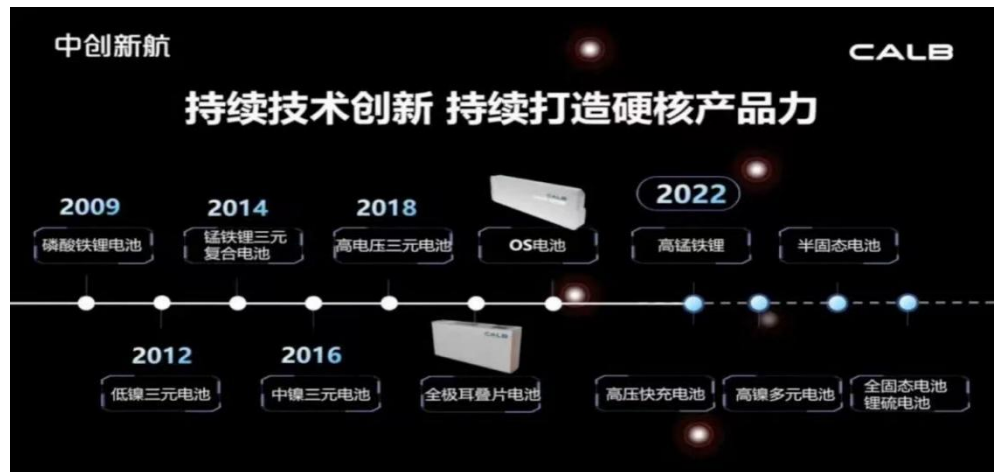 中创新航
CALB
持续技术创新 持续打造硬核产品力
2009
磷酸铁锂电池
2014
锰铁锂三元
复合电池
2018
高电压三元电池
CALB
OS电池
2022
高锰铁锂
半固态电池
2012
低镍三元电池
2016
中镍三元电池
CALB
全极耳叠片电池
高压快充电池
高镍多元电池
全固态电池
锂硫电池